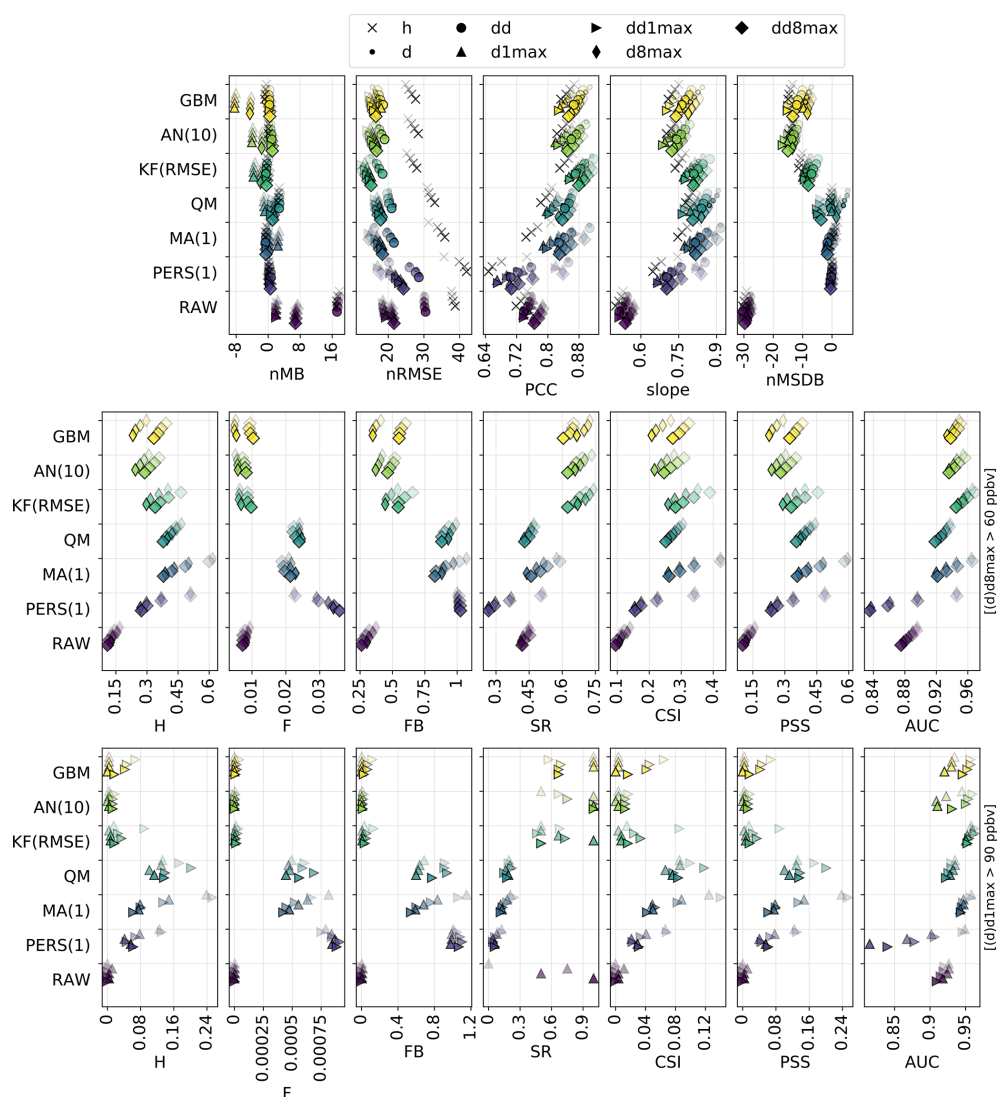 h dd dd1max dd8max
d d1max d8max
GBM
AN(10)
KF(RMSE)
QM
MA(1)
PERS(1)
RAW
-8 0 8 16
nMB
20 30 40
nRMSE
0.64 0.72 0.8 0.88
PCC
0.6 0.75 0.9
slope
-30 -20 -10 0
nMSDB
GBM
AN(10)
KF(RMSE)
QM
MA(1)
PERS(1)
RAW
[(d)d8max > 60 ppbv]
0.15 0.3 0.45 0.6
H
0.01 0.02 0.03
F
0.25 0.5 0.75 1
FB
0.3 0.45 0.6 0.75
SR
0.1 0.2 0.3 0.4
CSI
0.15 0.3 0.45 0.6
PSS
0.84 0.88 0.92 0.96
AUC
GBM
AN(10)
KF(RMSE)
QM
MA(1)
PERS(1)
RAW
[(d)d1max > 90 ppbv]
0 0.08 0.16 0.24
H
0 0.00025 0.0005 0.00075
F
0 0.4 0.8 1.2
FB
0 0.3 0.6 0.9
SR
0 0.04 0.08 0.12
CSI
0 0.08 0.16 0.24
PSS
0.85 0.9 0.95
AUC